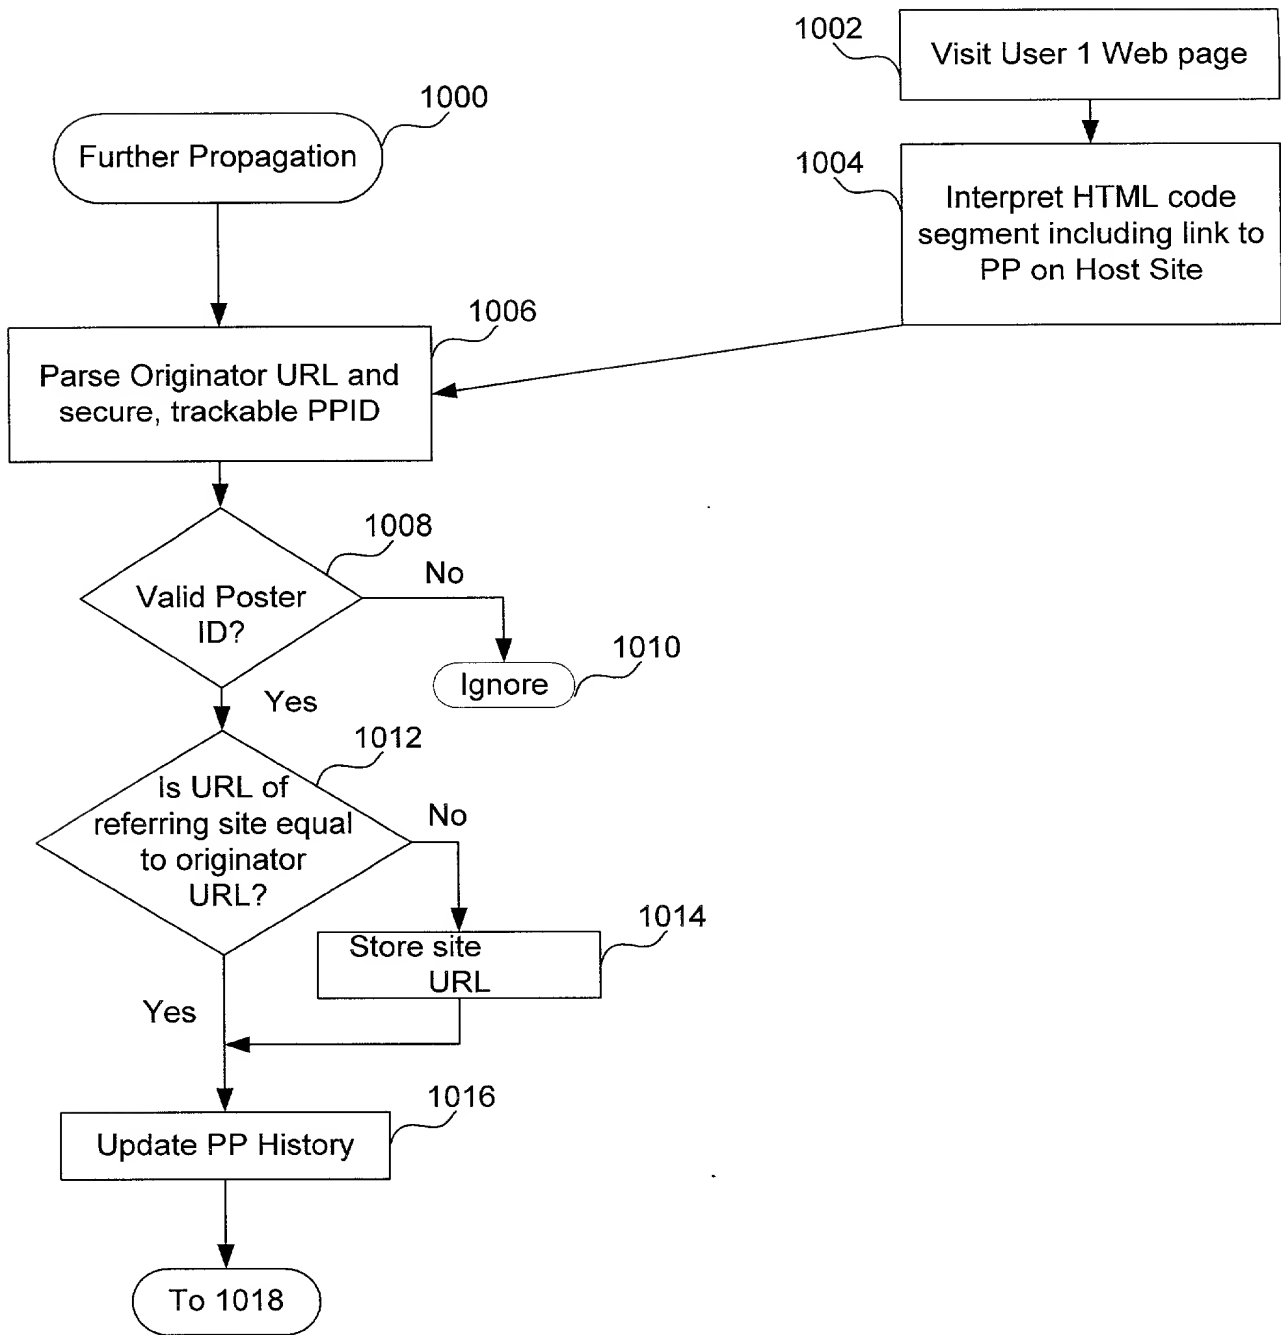 1002
Visit User 1 Web page
1000
Further Propagation
1004
Interpret HTML code
segment including link to
PP on Host Site
1006
Parse Originator URL and
secure, trackable PPID
1008
Valid Poster
ID?
No
1010
Ignore
Yes
1012
Is URL of
referring site equal
to originator
URL?
No
1014
Store site
URL
Yes
1016
Update PP History
To 1018